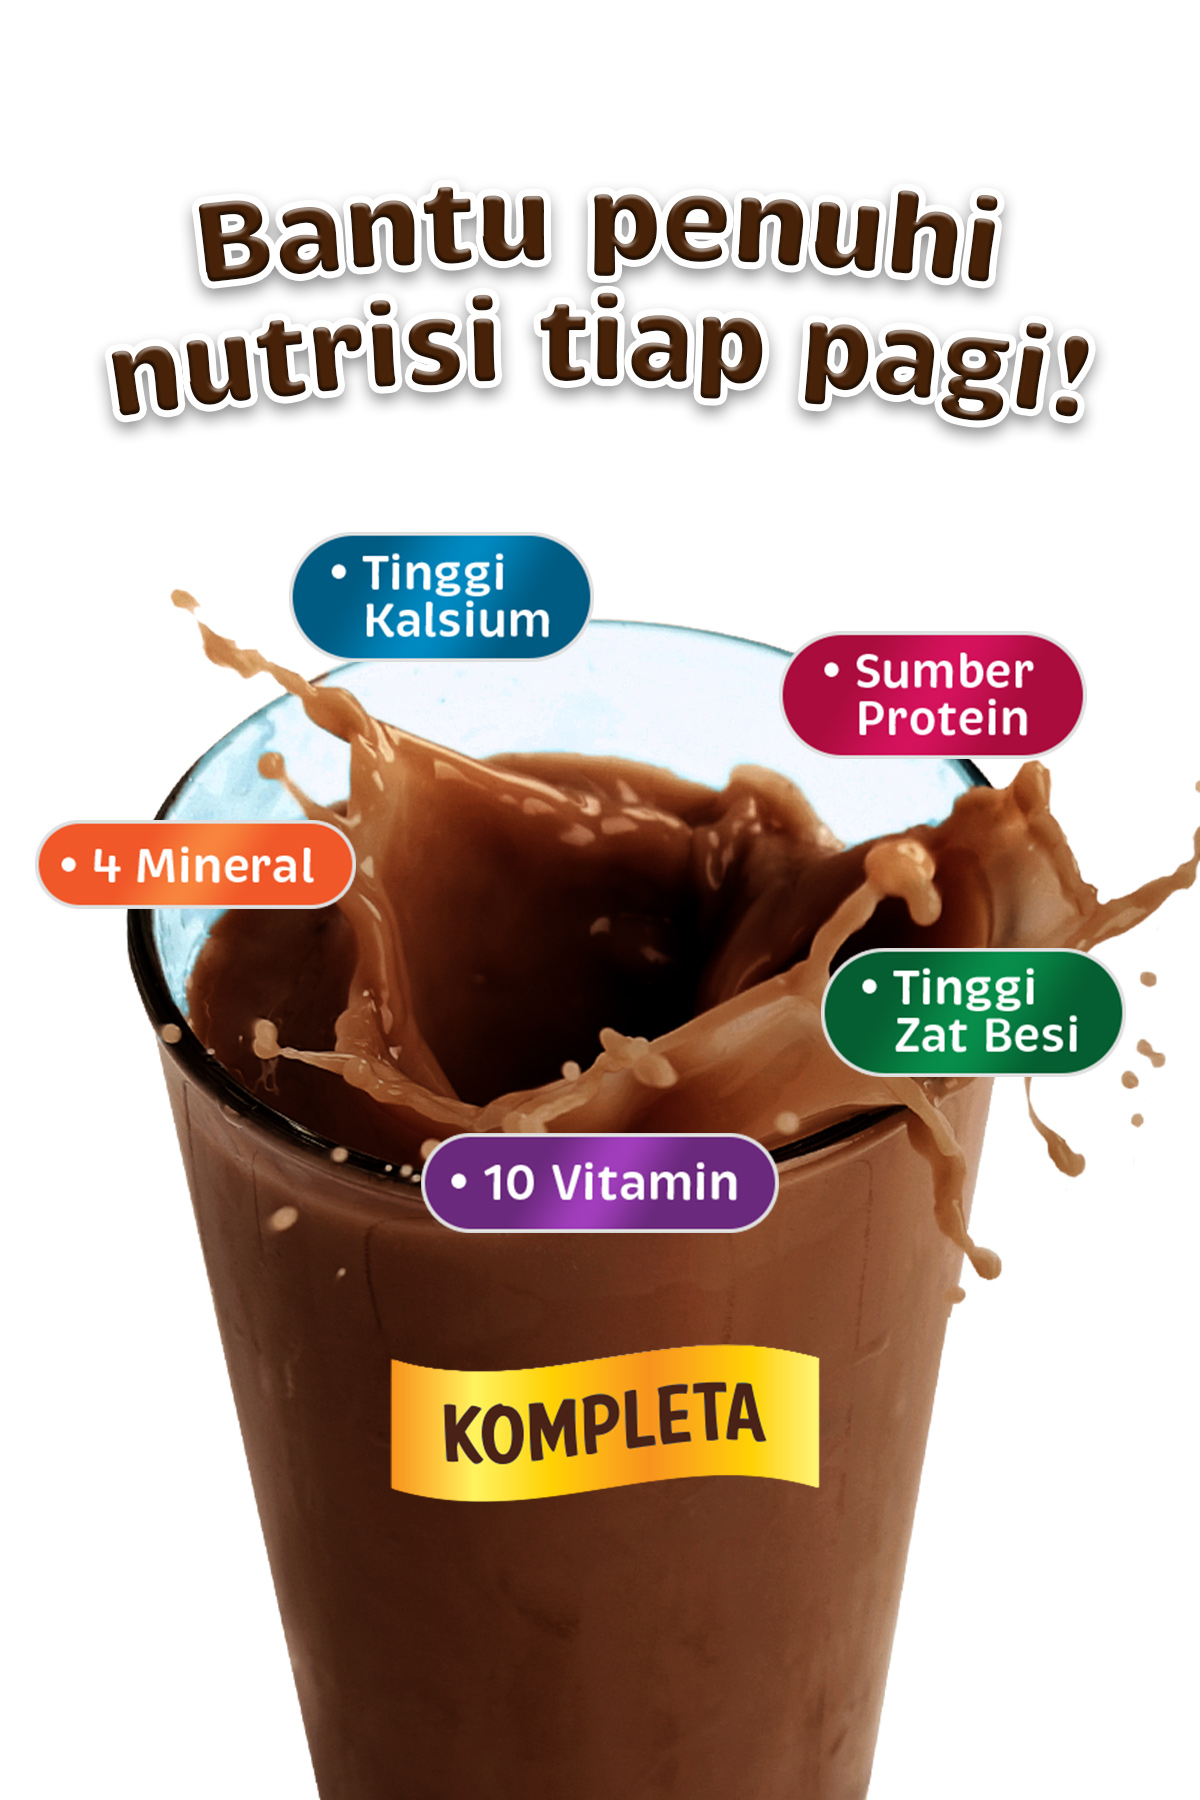 Bantu penuhi
nutrisi tiap pagi!
• Tinggi
Kalsium
• Sumber
Protein
• 4 Mineral
• Tinggi
Zat Besi
• 10 Vitamin
KOMPLETA